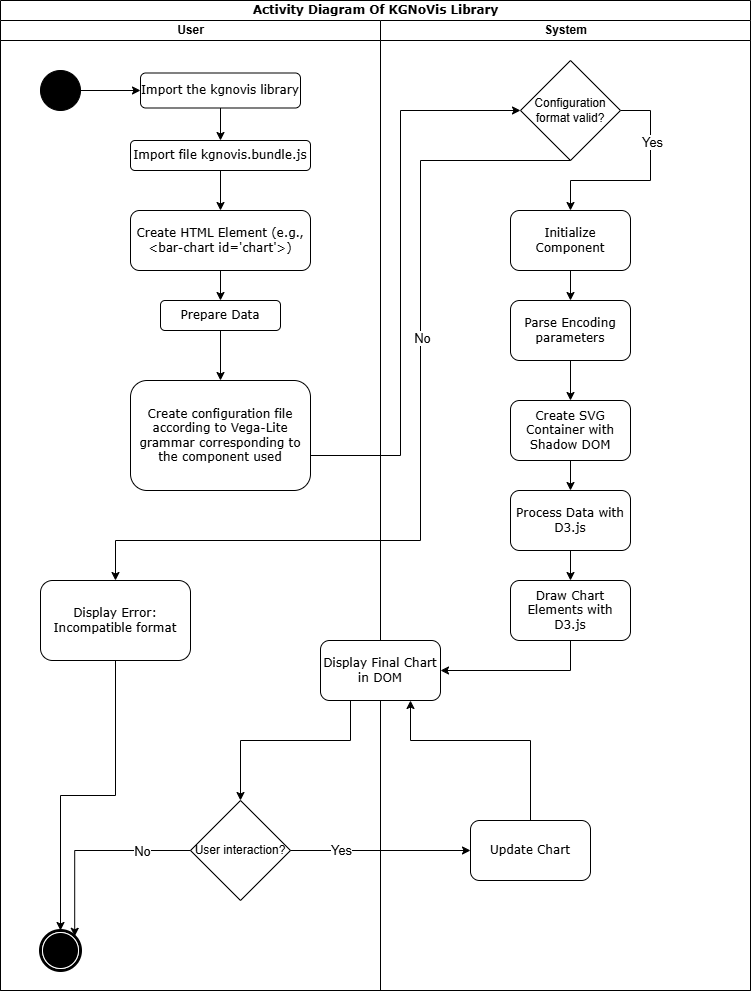 Activity Diagram Of KGNoVis Library
User
System
Import the kgnovis library
Import file kgnovis.bundle.js
Create HTML Element (e.g.,
<bar-chart id='chart'>)
Prepare Data
Create configuration file
according to Vega-Lite
grammar corresponding to
the component used
Configuration
format valid?
Yes
No
Initialize
Component
Parse Encoding
parameters
Create SVG
Container with
Shadow DOM
Process Data with
D3.js
Draw Chart
Elements with
D3.js
Display Error:
Incompatible format
Display Final Chart
in DOM
User interaction?
No
Yes
Update Chart